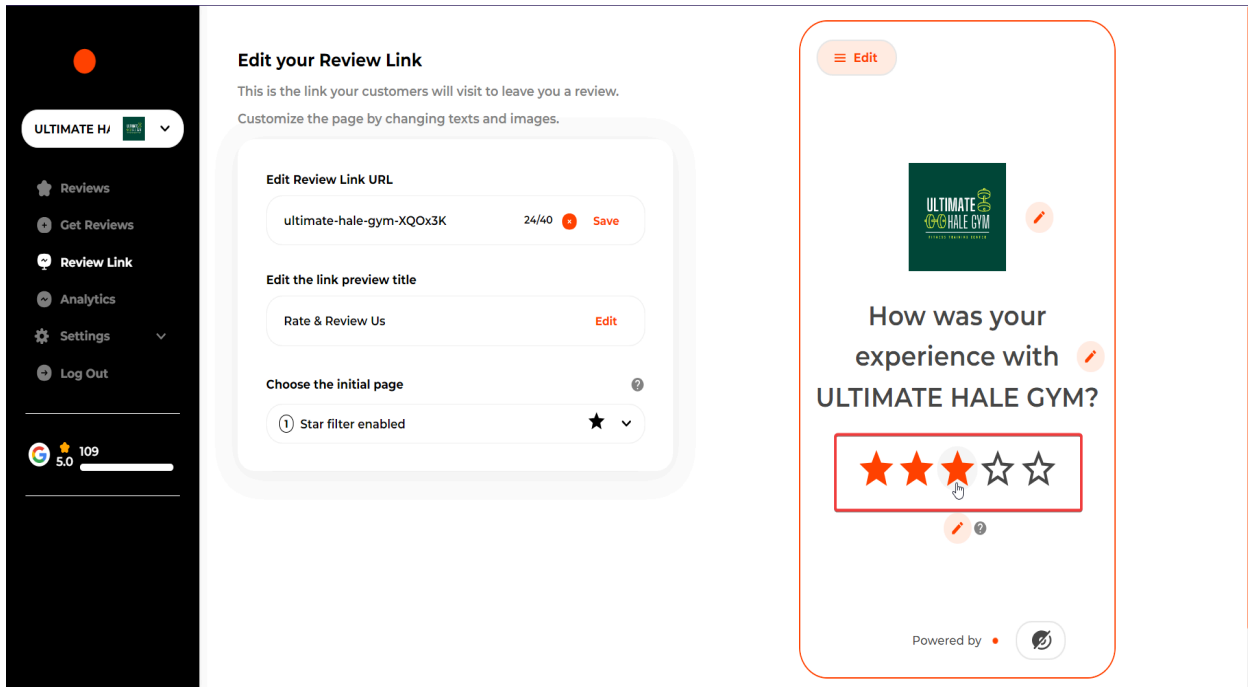 ULTIMATE H
Reviews
Get Reviews
Review Link
Analytics
Settings
Log Out
109
5.0
Edit your Review Link
This is the link your customers will visit to leave you a review.
Customize the page by changing texts and images.
Edit Review Link URL
ultimate-hale-gym-XQOx3K 24/40 Save
Edit the link preview title
Rate & Review Us Edit
Choose the initial page ?
1 Star filter enabled
Edit
ULTIMATE
HALE GYM
How was your
experience with
ULTIMATE HALE GYM?
?
Powered by